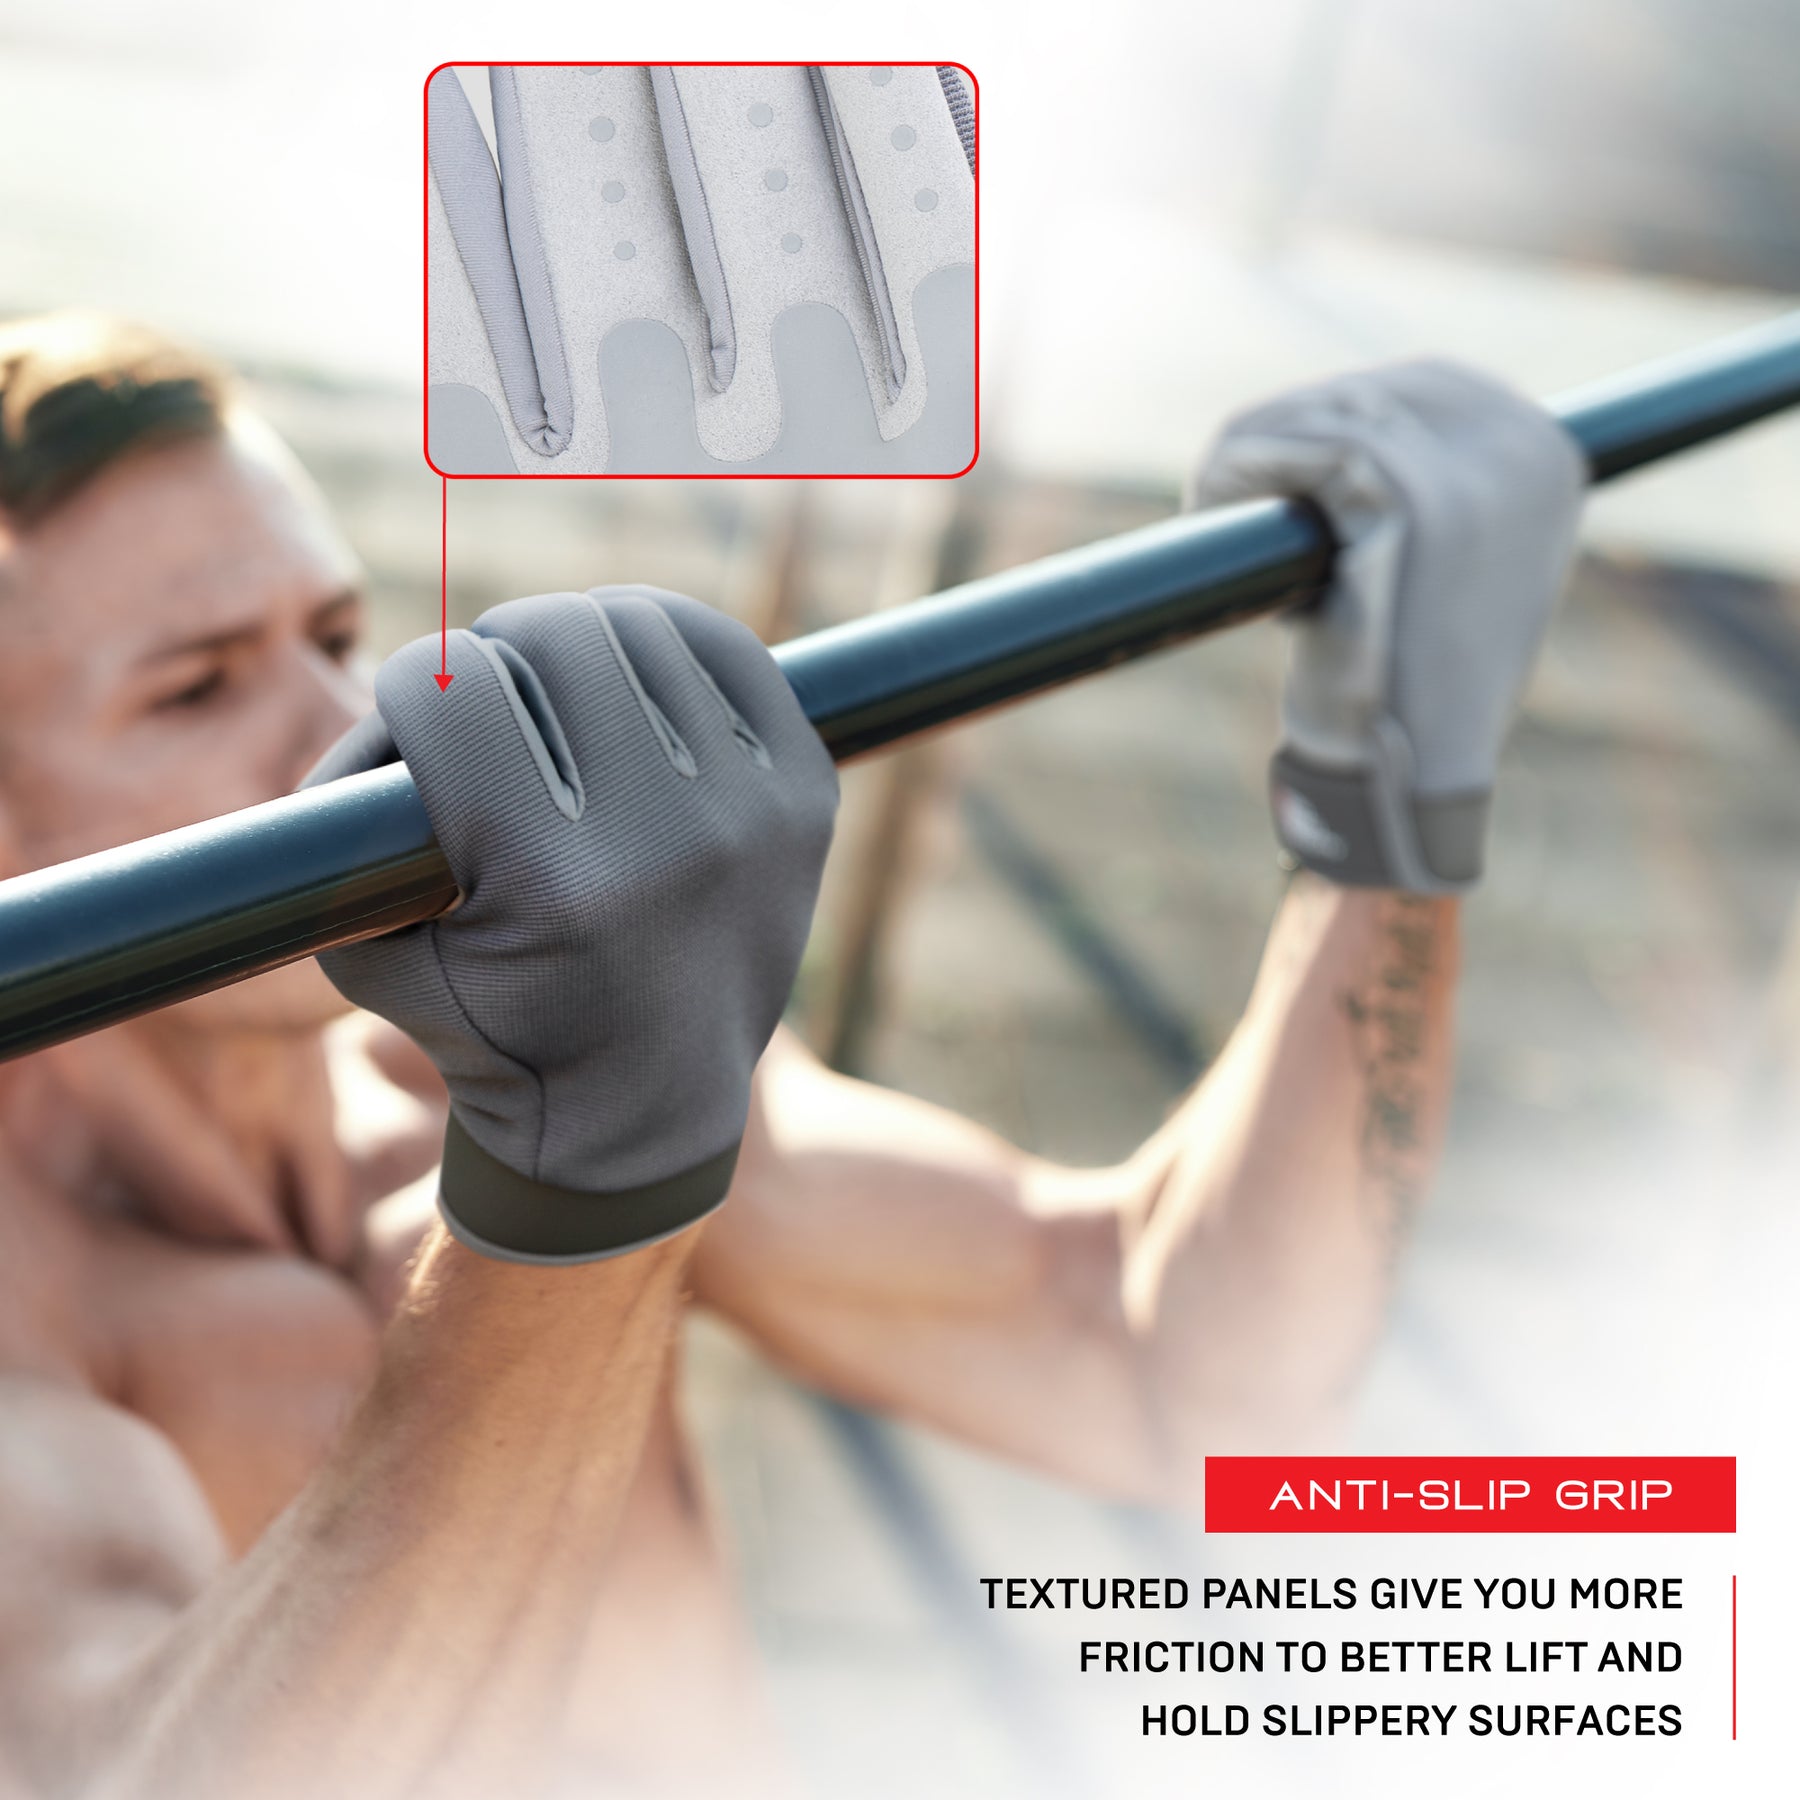 ANTI-SLIP GRIP
TEXTURED PANELS GIVE YOU MORE
FRICTION TO BETTER LIFT AND
HOLD SLIPPERY SURFACES